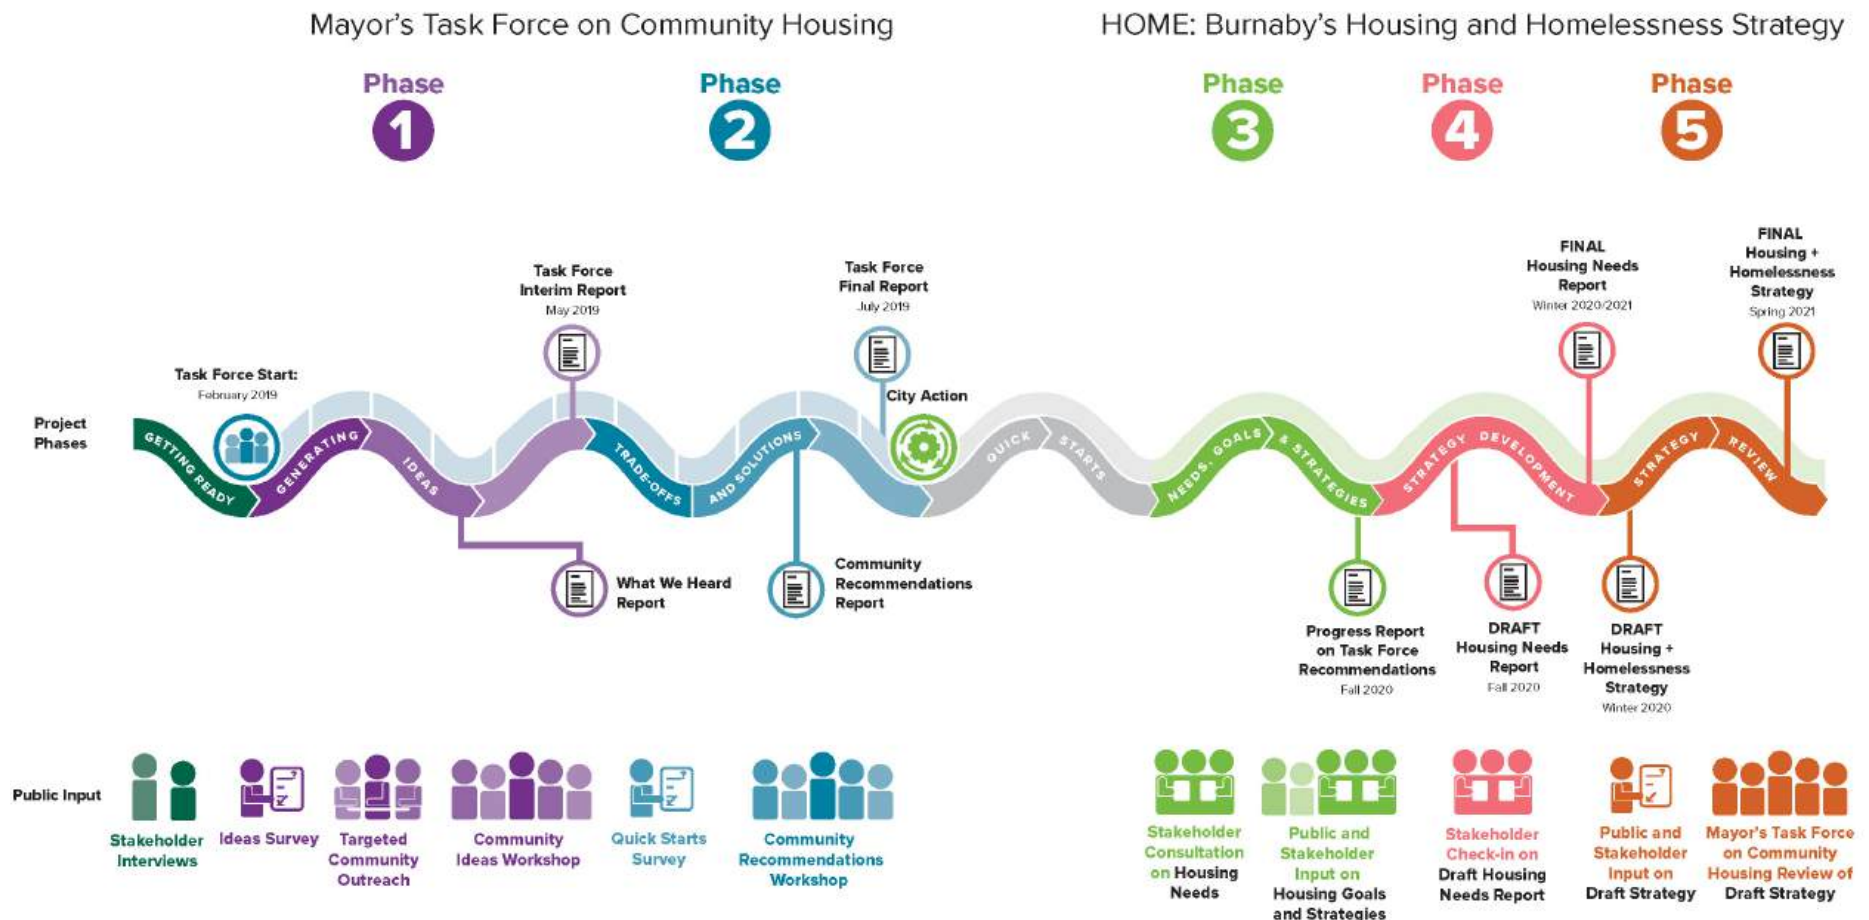 Mayor's Task Force on Community Housing
HOME: Burnaby's Housing and Homelessness Strategy
Phase
1
Phase
2
Phase
3
Phase
4
Phase
5
Project
Phases
GETTING READY
Task Force Start:
February 2019
GENERATING
IDEAS
Task Force
Interim Report
May 2019
What We Heard
Report
TRADE-OFFS
AND SOLUTIONS
Task Force
Final Report
July 2019
Community
Recommendations
Report
City Action
QUICK
STARTS
NEEDS, GOALS
& STRATEGIES
Progress Report
on Task Force
Recommendations
Fall 2020
STRATEGY DEVELOPMENT
DRAFT
Housing Needs
Report
Fall 2020
FINAL
Housing Needs
Report
Winter 2020/2021
STRATEGY
REVIEW
DRAFT
Housing +
Homelessness
Strategy
Winter 2020
FINAL
Housing +
Homelessness
Strategy
Spring 2021
Public Input
Stakeholder
Interviews
Ideas Survey
Targeted
Community
Outreach
Community
Ideas Workshop
Quick Starts
Survey
Community
Recommendations
Workshop
Stakeholder
Consultation
on Housing
Needs
Public and
Stakeholder
Input on
Housing Goals
and Strategies
Stakeholder
Check-in on
Draft Housing
Needs Report
Public and
Stakeholder
Input on
Draft Strategy
Mayor's Task Force
on Community
Housing Review of
Draft Strategy